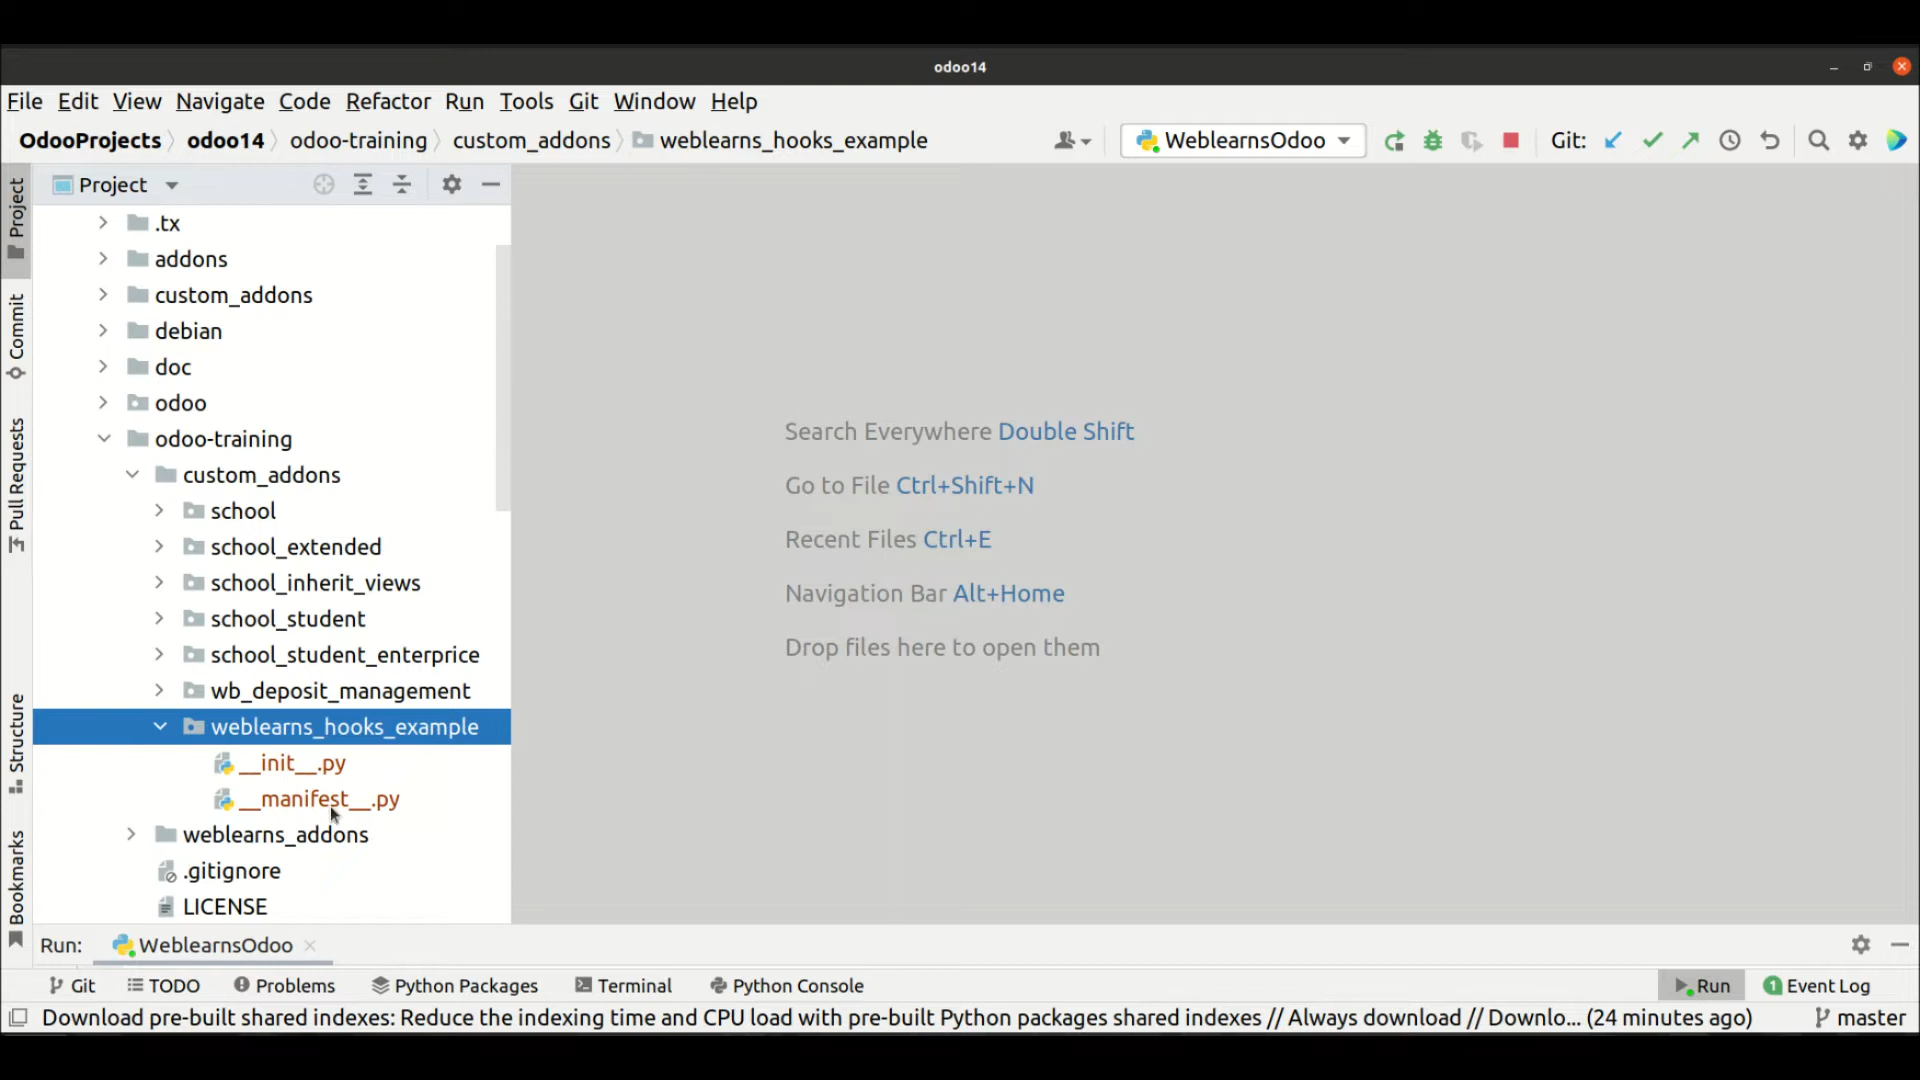 odoo14
File Edit View Navigate Code Refactor Run Tools Git Window Help
OdooProjects odoo14 odoo-training custom_addons weblearns_hooks_example WeblearnsOdoo Git:
Project
.tx
addons
custom_addons
debian
doc
odoo
odoo-training
custom_addons
school
school_extended
school_inherit_views
school_student
school_student_enterprice
wb_deposit_management
weblearns_hooks_example
__init__.py
__manifest__.py
weblearns_addons
.gitignore
LICENSE
Project
Commit
Pull Requests
Structure
Bookmarks
Search Everywhere Double Shift
Go to File Ctrl+Shift+N
Recent Files Ctrl+E
Navigation Bar Alt+Home
Drop files here to open them
Run: WeblearnsOdoo
Git TODO Problems Python Packages Terminal Python Console Run 1 Event Log
Download pre-built shared indexes: Reduce the indexing time and CPU load with pre-built Python packages shared indexes // Always download // Downlo... (24 minutes ago) master